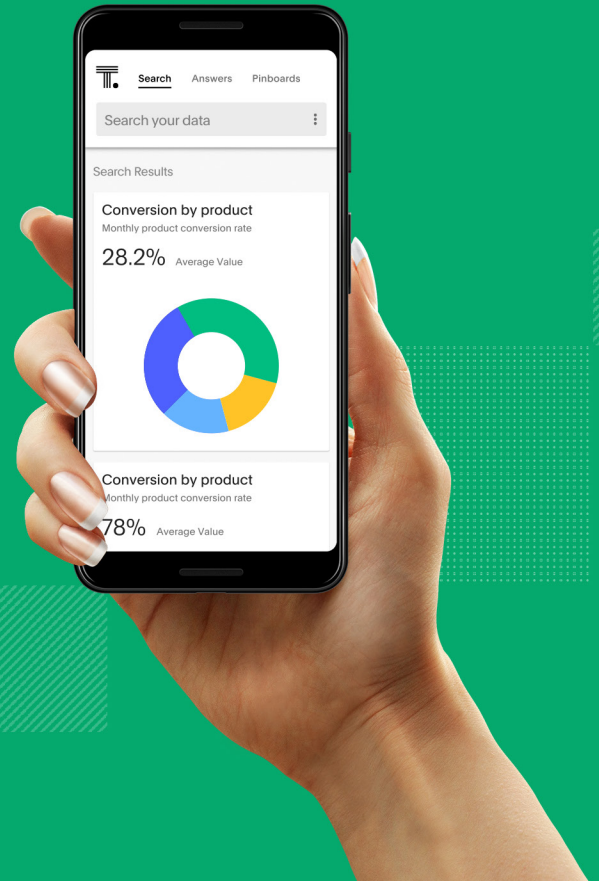 T.
Search Answers Pinboards
Search your data
Search Results
Conversion by product
Monthly product conversion rate
28.2% Average Value
Conversion by product
Monthly product conversion rate
78% Average Value